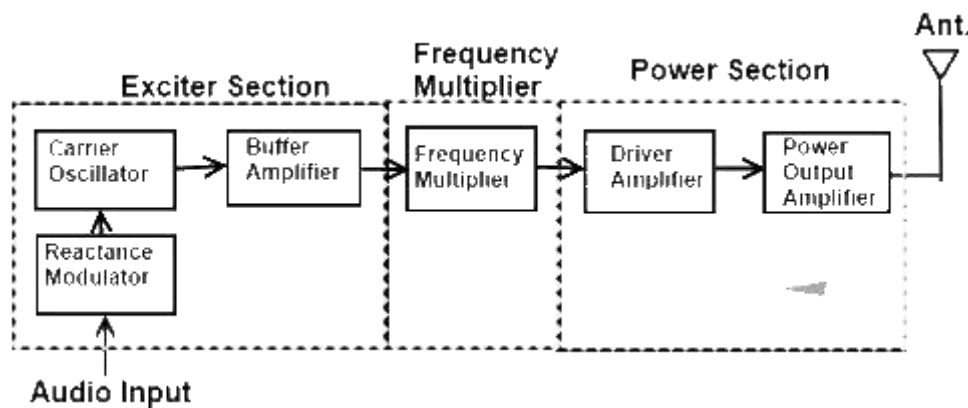 Ant.
Frequency
Multiplier
Exciter Section
Power Section
Carrier
Oscillator
Buffer
Amplifier
Frequency
Multiplier
Driver
Amplifier
Power
Output
Amplifier
Reactance
Modulator
Audio Input